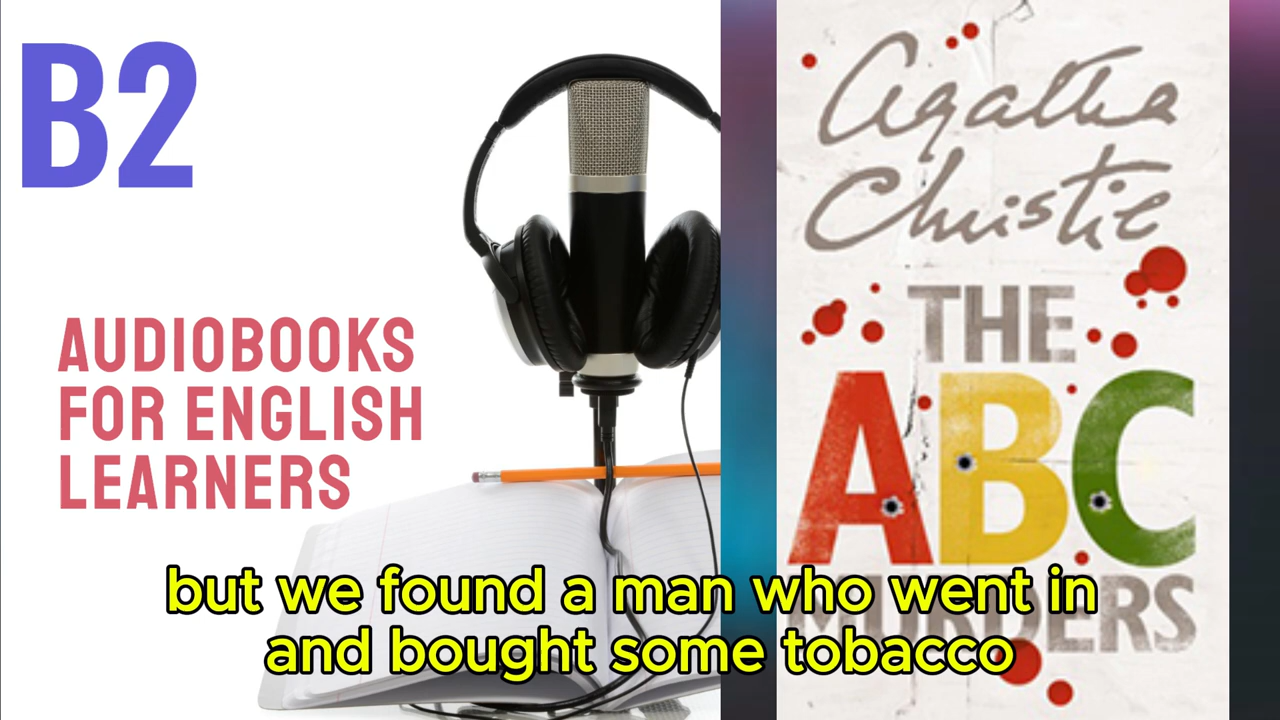 B2
AUDIOBOOKS
FOR ENGLISH
LEARNERS
Agatha
Christie
THE
ABC
MURDERS
but we found a man who went in
and bought some tobacco